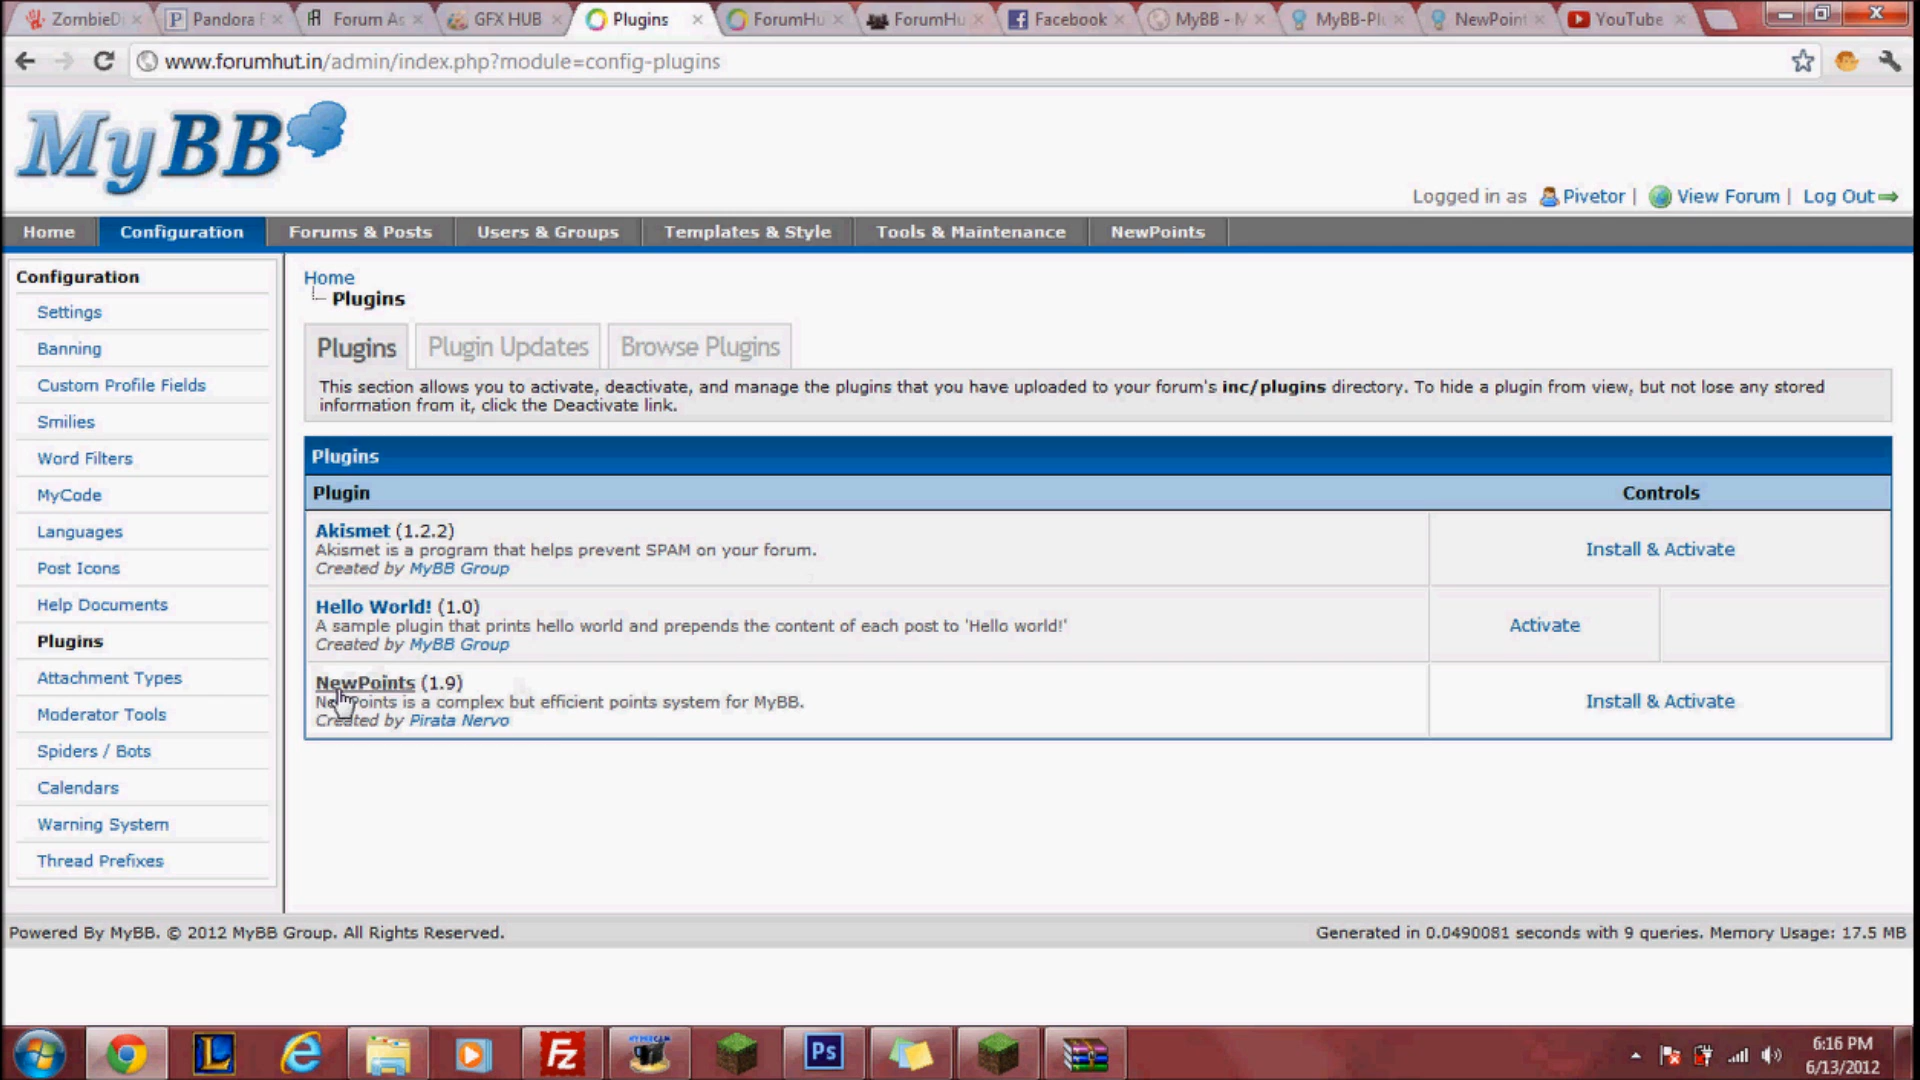 ZombieD
Pandora F
Forum As
GFX HUB
Plugins
ForumHu
ForumHu
Facebook
MyBB - M
MyBB-Plu
NewPoint
YouTube
www.forumhut.in/admin/index.php?module=config-plugins
MyBB
Logged in as Pivetor | View Forum | Log Out
Home
Configuration
Forums & Posts
Users & Groups
Templates & Style
Tools & Maintenance
NewPoints
Configuration
Settings
Banning
Custom Profile Fields
Smilies
Word Filters
MyCode
Languages
Post Icons
Help Documents
Plugins
Attachment Types
Moderator Tools
Spiders / Bots
Calendars
Warning System
Thread Prefixes
Home
Plugins
Plugins
Plugin Updates
Browse Plugins
This section allows you to activate, deactivate, and manage the plugins that you have uploaded to your forum's inc/plugins directory. To hide a plugin from view, but not lose any stored
information from it, click the Deactivate link.
Plugins
Plugin
Controls
Akismet (1.2.2)
Akismet is a program that helps prevent SPAM on your forum.
Created by MyBB Group
Install & Activate
Hello World! (1.0)
A sample plugin that prints hello world and prepends the content of each post to 'Hello world!'
Created by MyBB Group
Activate
NewPoints (1.9)
NewPoints is a complex but efficient points system for MyBB.
Created by Pirata Nervo
Install & Activate
Powered By MyBB. © 2012 MyBB Group. All Rights Reserved.
Generated in 0.0490081 seconds with 9 queries. Memory Usage: 17.5 MB
L
Fz
HYPERCAM
Ps
6:16 PM
6/13/2012